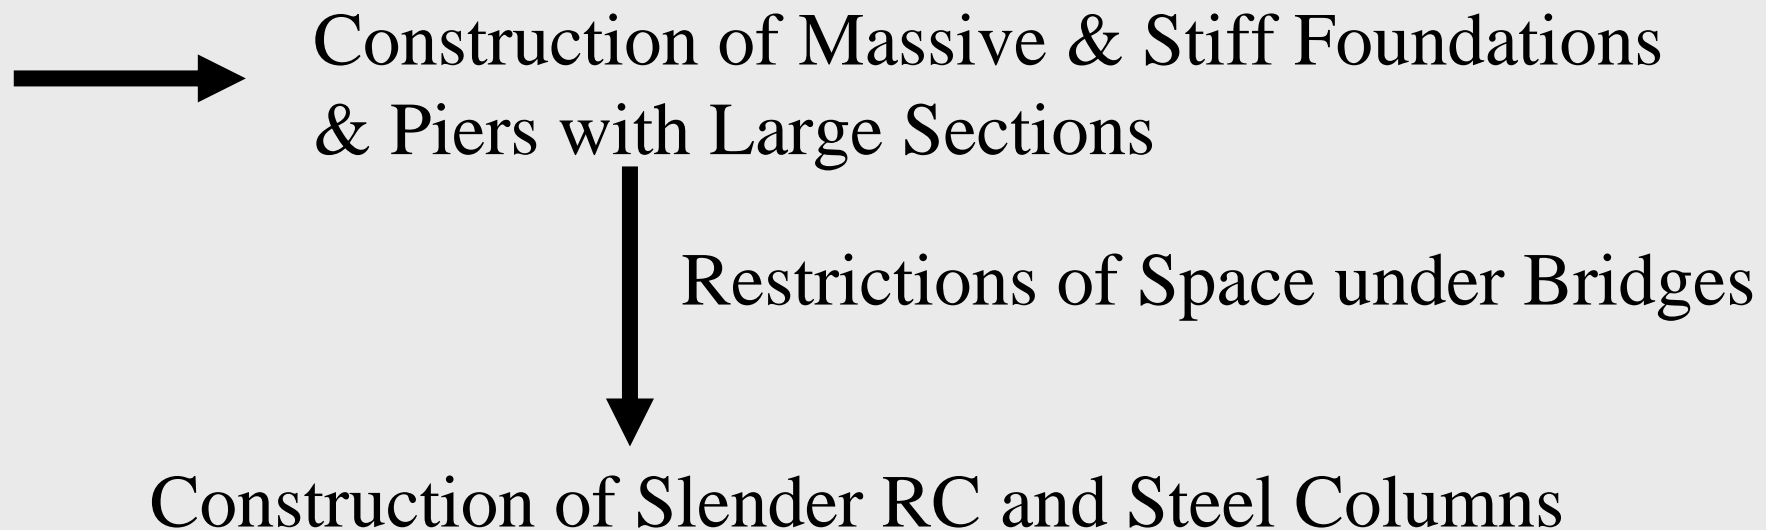 Construction of Massive & Stiff Foundations
& Piers with Large Sections
Restrictions of Space under Bridges
Construction of Slender RC and Steel Columns